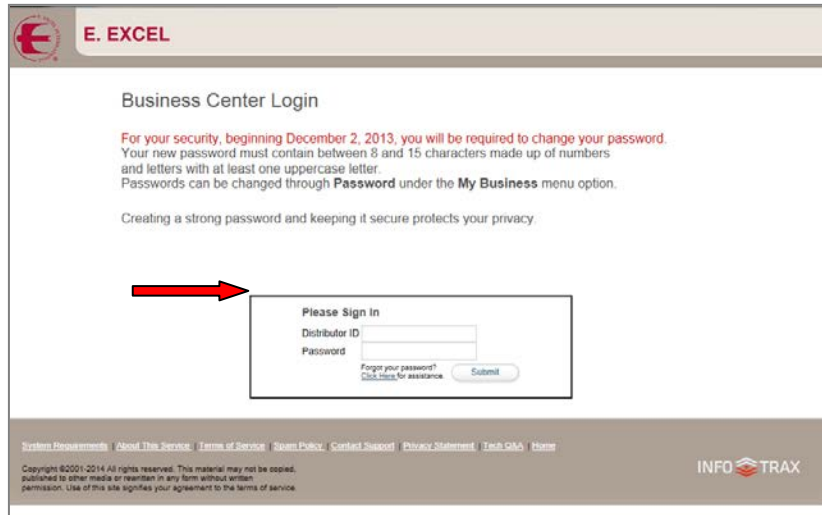 E. EXCEL
Business Center Login
For your security, beginning December 2, 2013, you will be required to change your password.
Your new password must contain between 8 and 15 characters made up of numbers
and letters with at least one uppercase letter.
Passwords can be changed through Password under the My Business menu option.
Creating a strong password and keeping it secure protects your privacy.
Please Sign In
Distributor ID
Password
Forgot your password?
Click Here for assistance.
Submit
System Requirements | About This Service | Terms of Service | Spam Policy | Contact Support | Privacy Statement | Tech Q&A | Home
Copyright ©2001-2014 All rights reserved. This material may not be copied,
published to other media or rewritten in any form without written
permission. Use of this site signifies your agreement to the terms of service.
INFO TRAX